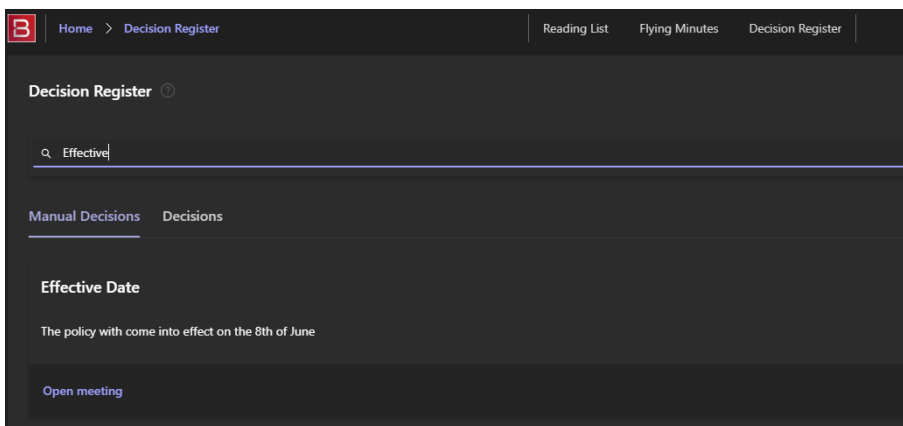 B Home > Decision Register Reading List Flying Minutes Decision Register
Decision Register ?
Effective
Manual Decisions Decisions
Effective Date
The policy with come into effect on the 8th of June
Open meeting